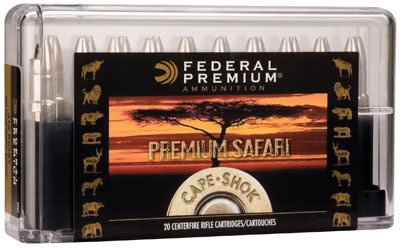 FEDERAL
PREMIUM®
AMMUNITION
PREMIUM SAFARI
CAPE·SHOK
20 CENTERFIRE RIFLE CARTRIDGES/CARTOUCHES